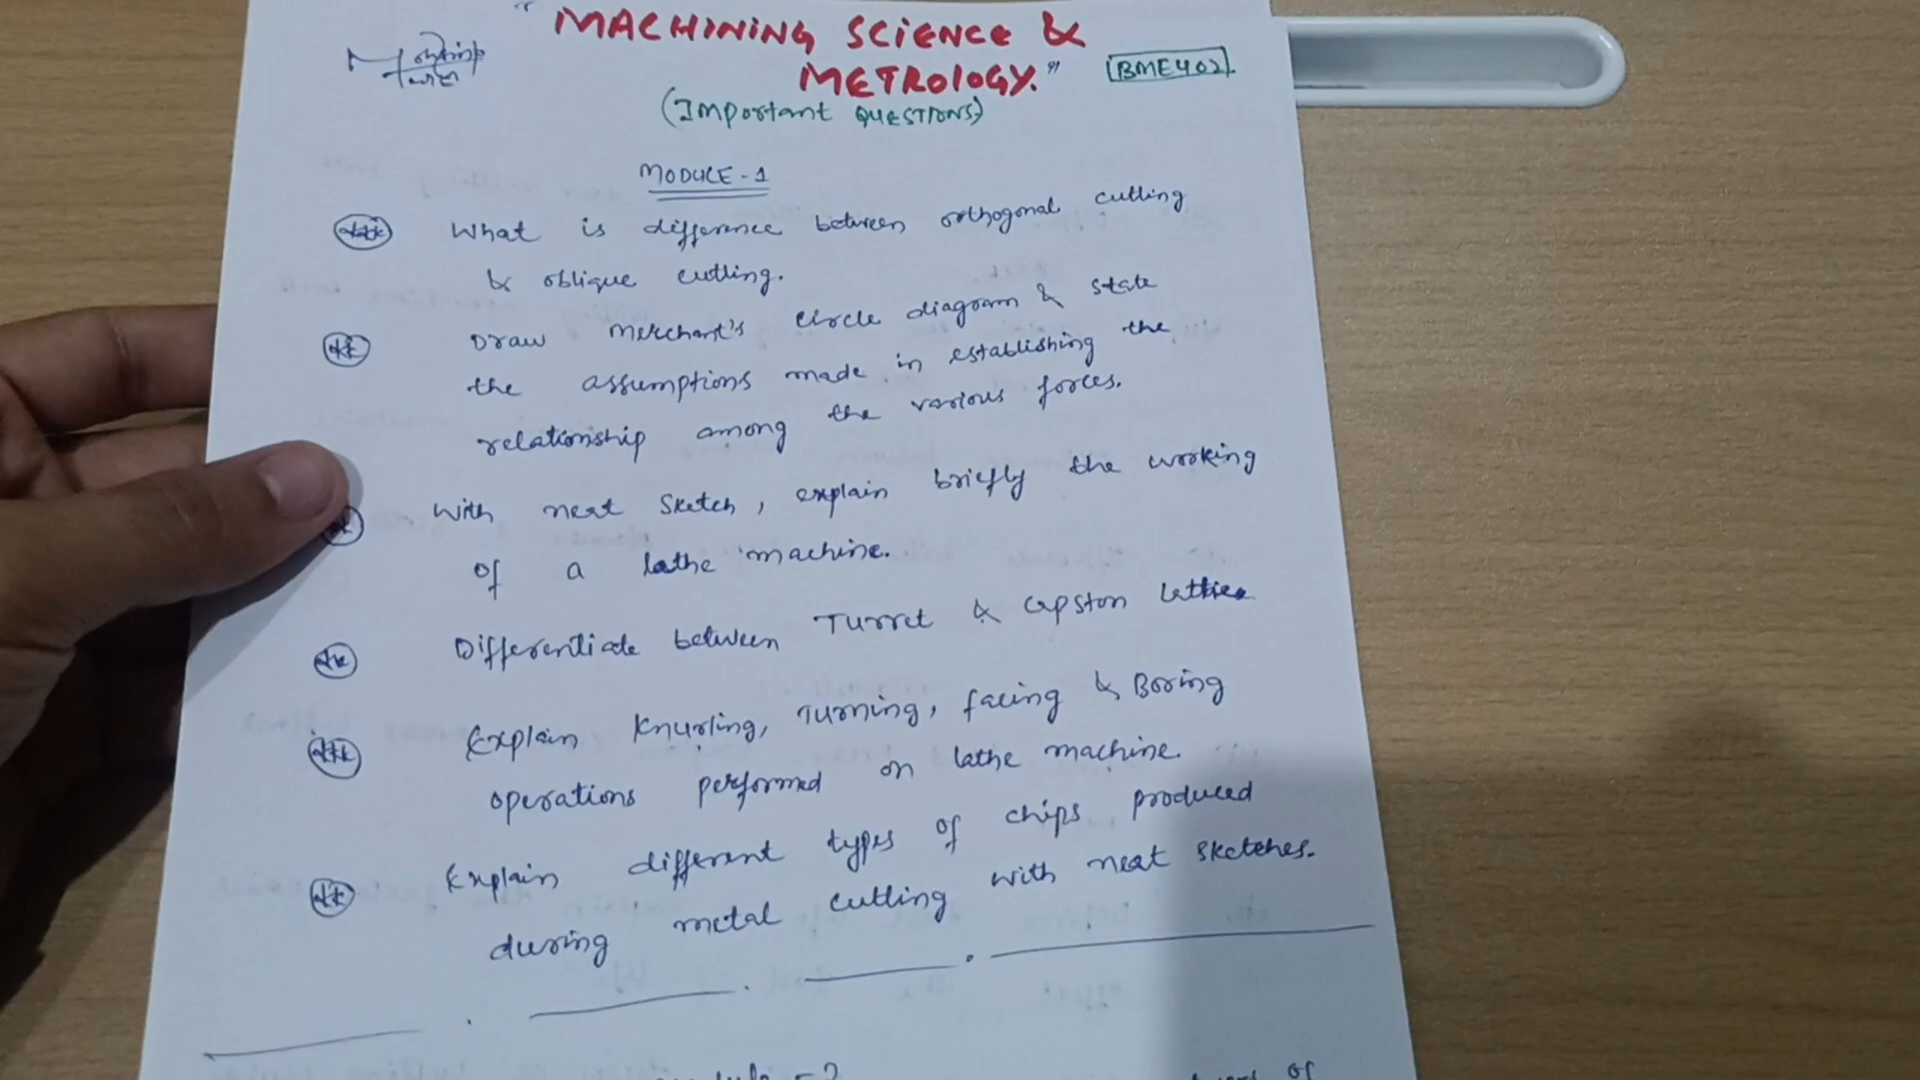 "MACHINING SCIENCE &
METROLOGY."
[BME402].
(Important QUESTIONS)
MODULE-1
What is difference between orthogonal cutting
& oblique cutting.
Draw merchant's circle diagram & state
the assumptions made in establishing the
relationship among the various forces.
With neat sketch, explain briefly the working
of a lathe machine.
Differentiate between Turret & Capston Lathe
Explain Knurling, Turning, facing & Boring
operations performed on lathe machine.
Explain different types of chips produced
during metal cutting with neat sketches.
-2
of